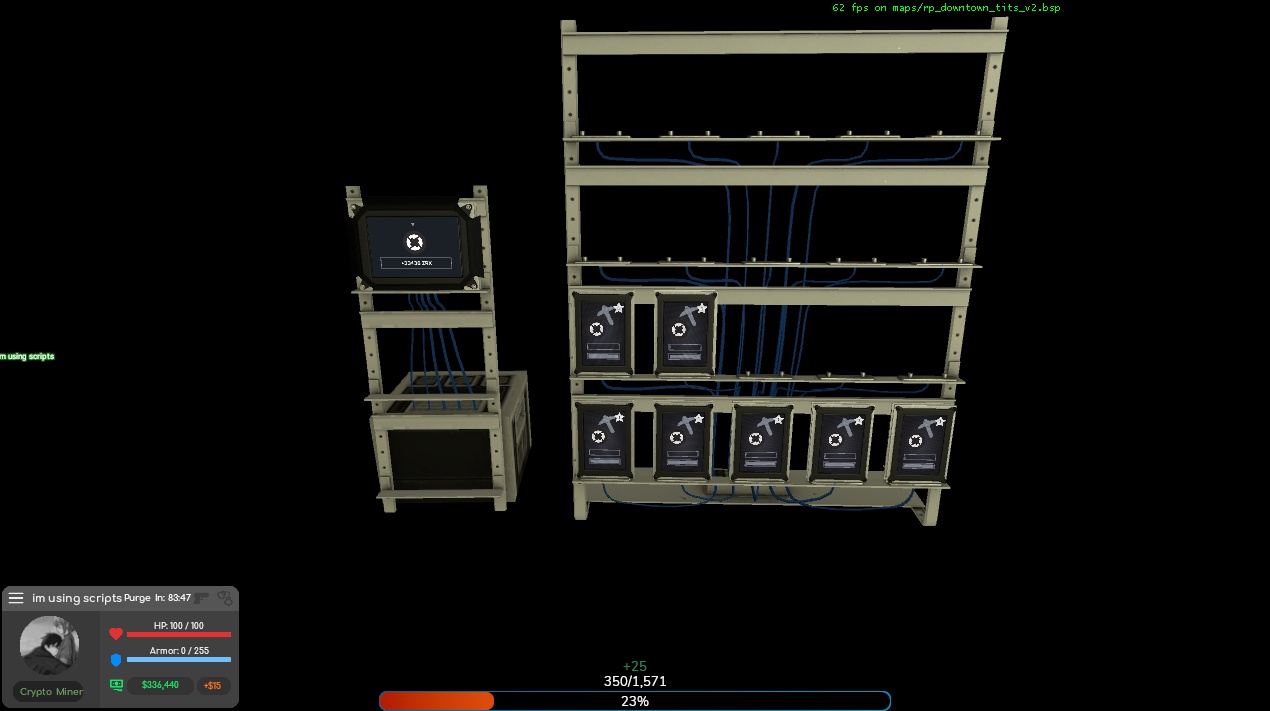 62 fps on maps/rp_downtown_tits_v2.bsp
m using scripts
im using scripts Purge In: 83:47
HP: 100 / 100
Armor: 0 / 255
$336,440 +$15
Crypto Miner
+25
350/1,571
23%